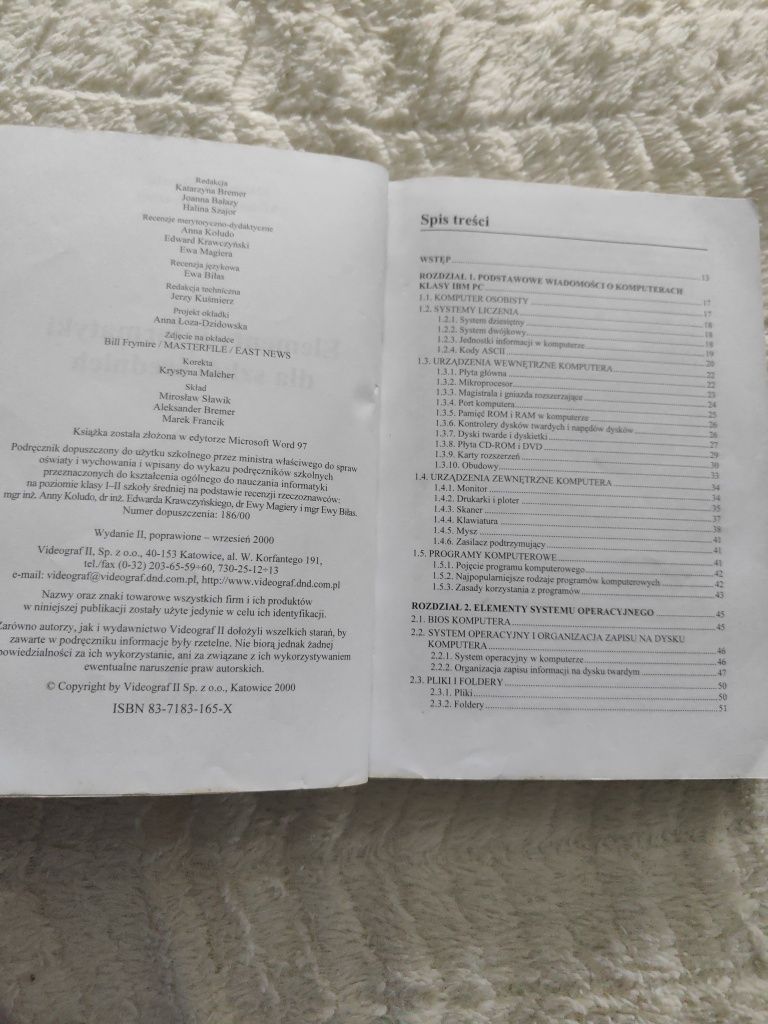 Redakcja
Katarzyna Bremer
Joanna Bałazy
Halina Szajor
Recenzje merytoryczno-dydaktyczne
Anna Koludo
Edward Krawczyński
Ewa Magiera
Recenzja językowa
Ewa Biłas
Redakcja techniczna
Jerzy Kuśmierz
Projekt okładki
Anna Łoza-Dzidowska
Zdjęcie na okładce
Bill Frymire / MASTERFILE / EAST NEWS
Korekta
Krystyna Malcher
Skład
Mirosław Sławik
Aleksander Bremer
Marek Francik
Książka została złożona w edytorze Microsoft Word 97
Podręcznik dopuszczony do użytku szkolnego przez ministra właściwego do spraw
oświaty i wychowania i wpisany do wykazu podręczników szkolnych
przeznaczonych do kształcenia ogólnego do nauczania informatyki
na poziomie klasy I–II szkoły średniej na podstawie recenzji rzeczoznawców:
mgr inż. Anny Koludo, dr inż. Edwarda Krawczyńskiego, dr Ewy Magiery i mgr Ewy Biłas.
Numer dopuszczenia: 186/00
Wydanie II, poprawione – wrzesień 2000
Videograf II, Sp. z o.o., 40-153 Katowice, al. W. Korfantego 191,
tel./fax (0-32) 203-65-59÷60, 730-25-12÷13
e-mail: videograf@videograf.dnd.com.pl, http://www.videograf.dnd.com.pl
Nazwy oraz znaki towarowe wszystkich firm i ich produktów
w niniejszej publikacji zostały użyte jedynie w celu ich identyfikacji.
Zarówno autorzy, jak i wydawnictwo Videograf II dołożyli wszelkich starań, by
zawarte w podręczniku informacje były rzetelne. Nie biorą jednak żadnej
powiedzialności za ich wykorzystanie, ani za związane z ich wykorzystywaniem
ewentualne naruszenie praw autorskich.
© Copyright by Videograf II Sp. z o.o., Katowice 2000
ISBN 83-7183-165-X
Spis treści
WSTĘP 13
ROZDZIAŁ 1. PODSTAWOWE WIADOMOŚCI O KOMPUTERACH
KLASY IBM PC 17
1.1. KOMPUTER OSOBISTY 17
1.2. SYSTEMY LICZENIA 18
1.2.1. System dziesiętny 18
1.2.2. System dwójkowy 18
1.2.3. Jednostki informacji w komputerze 19
1.2.4. Kody ASCII 20
1.3. URZĄDZENIA WEWNĘTRZNE KOMPUTERA 22
1.3.1. Płyta główna 22
1.3.2. Mikroprocesor 23
1.3.3. Magistrala i gniazda rozszerzające 24
1.3.4. Port komputera 25
1.3.5. Pamięć ROM i RAM w komputerze 26
1.3.6. Kontrolery dysków twardych i napędów dysków 26
1.3.7. Dyski twarde i dyskietki 27
1.3.8. Płyta CD-ROM i DVD 29
1.3.9. Karty rozszerzeń 30
1.3.10. Obudowy 33
1.4. URZĄDZENIA ZEWNĘTRZNE KOMPUTERA 34
1.4.1. Monitor 34
1.4.2. Drukarki i ploter 35
1.4.3. Skaner 37
1.4.4. Klawiatura 38
1.4.5. Mysz 41
1.4.6. Zasilacz podtrzymujący 41
1.5. PROGRAMY KOMPUTEROWE 41
1.5.1. Pojęcie programu komputerowego 42
1.5.2. Najpopularniejsze rodzaje programów komputerowych 42
1.5.3. Zasady korzystania z programów 43
ROZDZIAŁ 2. ELEMENTY SYSTEMU OPERACYJNEGO 45
2.1. BIOS KOMPUTERA 45
2.2. SYSTEM OPERACYJNY I ORGANIZACJA ZAPISU NA DYSKU
KOMPUTERA 46
2.2.1. System operacyjny w komputerze 46
2.2.2. Organizacja zapisu informacji na dysku twardym 47
2.3. PLIKI I FOLDERY 50
2.3.1. Pliki 50
2.3.2. Foldery 51